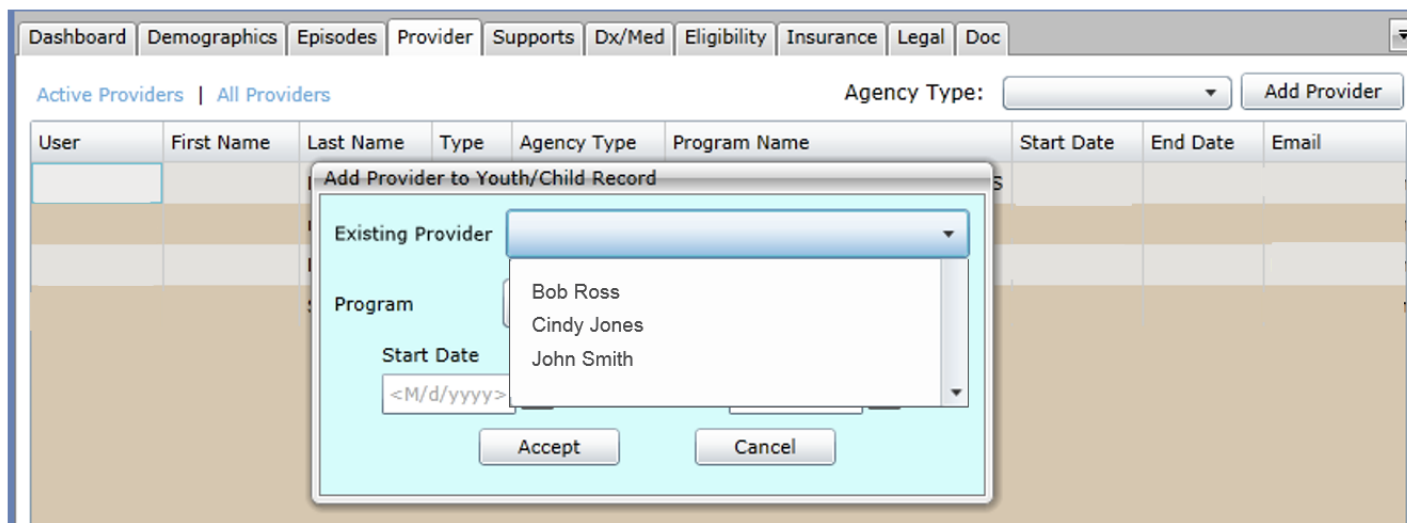 Dashboard Demographics Episodes Provider Supports Dx/Med Eligibility Insurance Legal Doc
Active Providers | All Providers Agency Type: Add Provider
User First Name Last Name Type Agency Type Program Name Start Date End Date Email
Add Provider to Youth/Child Record
S
Existing Provider
Bob Ross
Program
Cindy Jones
John Smith
Start Date
<M/d/yyyy>
Accept Cancel